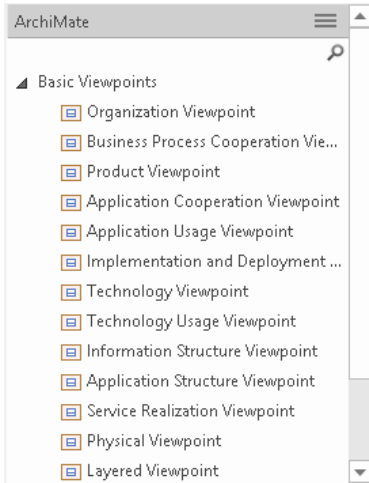 ArchiMate
Basic Viewpoints
Organization Viewpoint
Business Process Cooperation Vie...
Product Viewpoint
Application Cooperation Viewpoint
Application Usage Viewpoint
Implementation and Deployment ...
Technology Viewpoint
Technology Usage Viewpoint
Information Structure Viewpoint
Application Structure Viewpoint
Service Realization Viewpoint
Physical Viewpoint
Layered Viewpoint